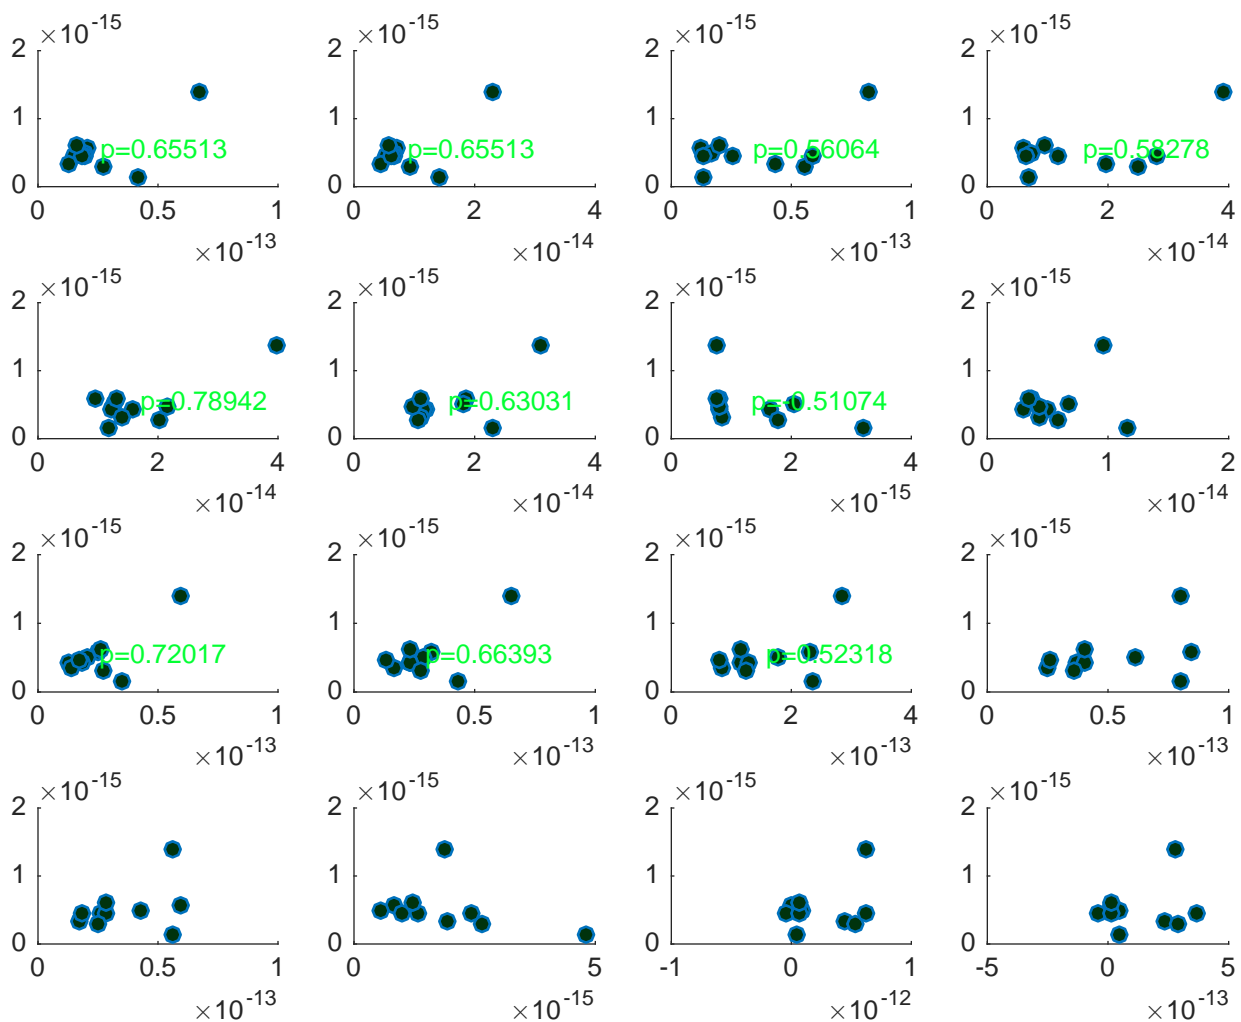 ×10-15 ×10-15 ×10-15 ×10-15
2 2 2 2
1 1 1 1
p=0.65513 p=0.65513 p=0.56064 p=0.58278
0 0 0 0
0 0.5 1 0 2 4 0 0.5 1 0 2 4
×10-13 ×10-14 ×10-13 ×10-14
×10-15 ×10-15 ×10-15 ×10-15
2 2 2 2
1 1 1 1
p=0.78942 p=0.63031 p=-0.51074
0 0 0 0
0 2 4 0 2 4 0 2 4 0 1 2
×10-14 ×10-14 ×10-15 ×10-14
×10-15 ×10-15 ×10-15 ×10-15
2 2 2 2
1 1 1 1
p=0.72017 p=0.66393 p=0.52318
0 0 0 0
0 0.5 1 0 0.5 1 0 2 4 0 0.5 1
×10-13 ×10-13 ×10-13 ×10-13
×10-15 ×10-15 ×10-15 ×10-15
2 2 2 2
1 1 1 1
0 0 0 0
0 0.5 1 0 5 -1 0 1 -5 0 5
×10-13 ×10-15 ×10-12 ×10-13